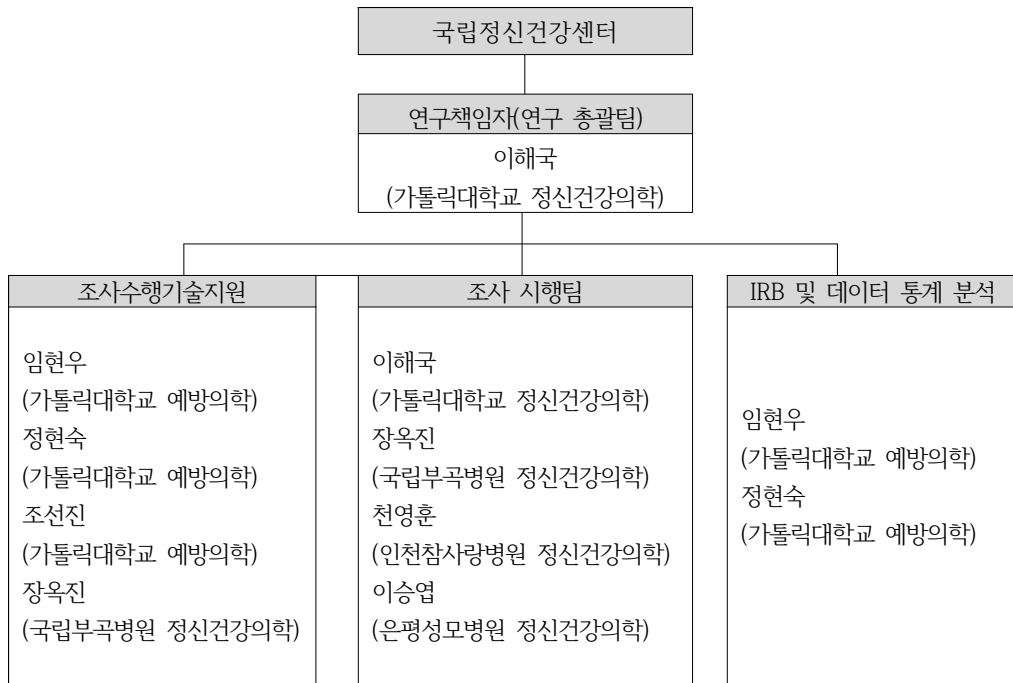 국립정신건강센터
연구책임자(연구 총괄팀)
이해국
(가톨릭대학교 정신건강의학)
조사수행기술지원
임현우
(가톨릭대학교 예방의학)
정현숙
(가톨릭대학교 예방의학)
조선진
(가톨릭대학교 예방의학)
장옥진
(국립부곡병원 정신건강의학)
조사 시행팀
이해국
(가톨릭대학교 정신건강의학)
장옥진
(국립부곡병원 정신건강의학)
천영훈
(인천참사랑병원 정신건강의학)
이승엽
(은평성모병원 정신건강의학)
IRB 및 데이터 통계 분석
임현우
(가톨릭대학교 예방의학)
정현숙
(가톨릭대학교 예방의학)